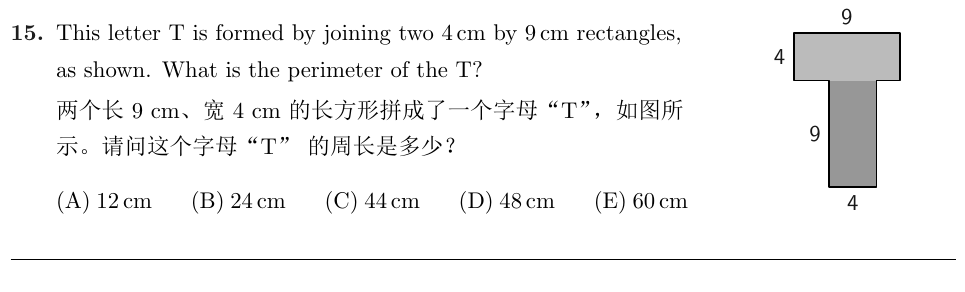 15. This letter T is formed by joining two 4 cm by 9 cm rectangles,
as shown. What is the perimeter of the T?
两个长 9 cm、宽 4 cm 的长方形拼成了一个字母“T”，如图所
示。请问这个字母“T” 的周长是多少？
(A) 12 cm (B) 24 cm (C) 44 cm (D) 48 cm (E) 60 cm
9
4
9
4